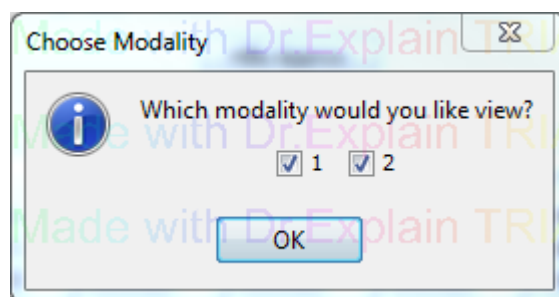 Choose Modality
Made with Dr.Explain TRI
Which modality would you like view?
Made with Dr.Explain TRI
1 2
OK
Made with Dr.Explain TRI